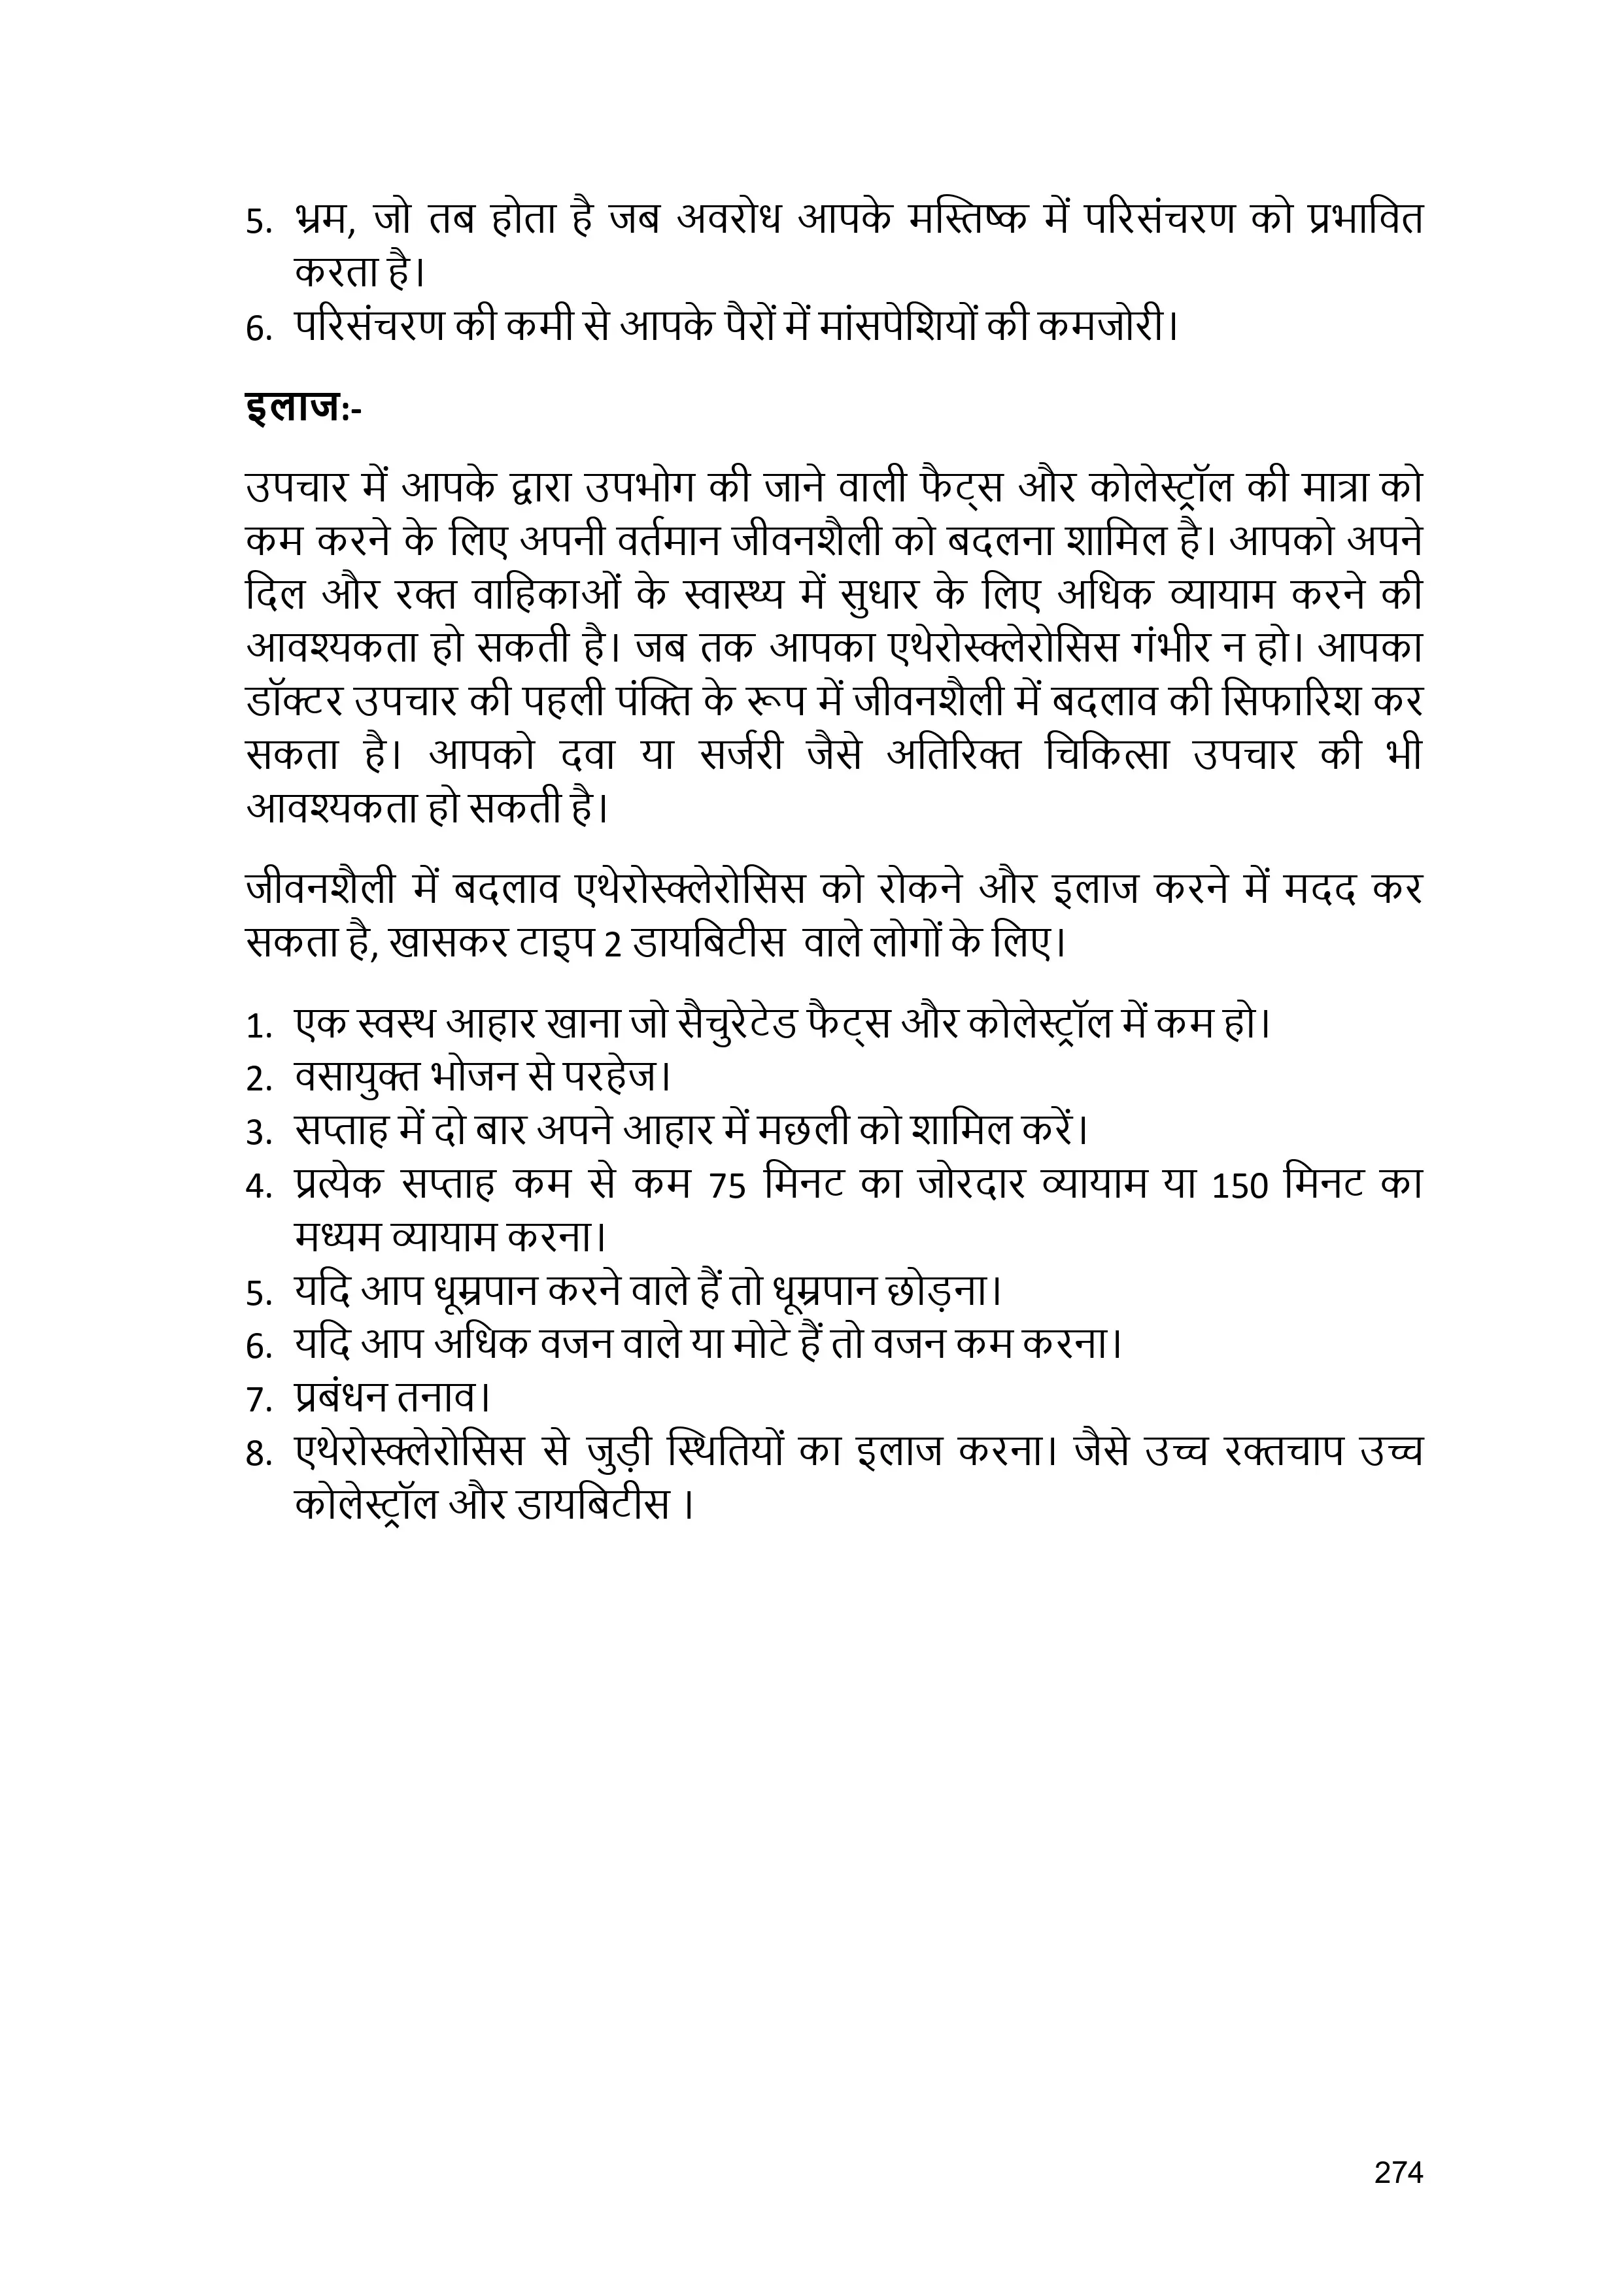 5. भ्रम, जो तब होता है जब अवरोध आपके मस्तिष्क में परिसंचरण को प्रभावित
करता है।
6. परिसंचरण की कमी से आपके पैरों में मांसपेशियों की कमजोरी।
इलाज:-
उपचार में आपके द्वारा उपभोग की जाने वाली फैट्स और कोलेस्ट्रॉल की मात्रा को
कम करने के लिए अपनी वर्तमान जीवनशैली को बदलना शामिल है। आपको अपने
दिल और रक्त वाहिकाओं के स्वास्थ्य में सुधार के लिए अधिक व्यायाम करने की
आवश्यकता हो सकती है। जब तक आपका एथेरोस्क्लेरोसिस गंभीर न हो। आपका
डॉक्टर उपचार की पहली पंक्ति के रूप में जीवनशैली में बदलाव की सिफारिश कर
सकता है। आपको दवा या सर्जरी जैसे अतिरिक्त चिकित्सा उपचार की भी
आवश्यकता हो सकती है।
जीवनशैली में बदलाव एथेरोस्क्लेरोसिस को रोकने और इलाज करने में मदद कर
सकता है, खासकर टाइप 2 डायबिटीस वाले लोगों के लिए।
1. एक स्वस्थ आहार खाना जो सैचुरेटेड फैट्स और कोलेस्ट्रॉल में कम हो।
2. वसायुक्त भोजन से परहेज।
3. सप्ताह में दो बार अपने आहार में मछली को शामिल करें।
4. प्रत्येक सप्ताह कम से कम 75 मिनट का जोरदार व्यायाम या 150 मिनट का
मध्यम व्यायाम करना।
5. यदि आप धूम्रपान करने वाले हैं तो धूम्रपान छोड़ना।
6. यदि आप अधिक वजन वाले या मोटे हैं तो वजन कम करना।
7. प्रबंधन तनाव।
8. एथेरोस्क्लेरोसिस से जुड़ी स्थितियों का इलाज करना। जैसे उच्च रक्तचाप उच्च
कोलेस्ट्रॉल और डायबिटीस ।
274